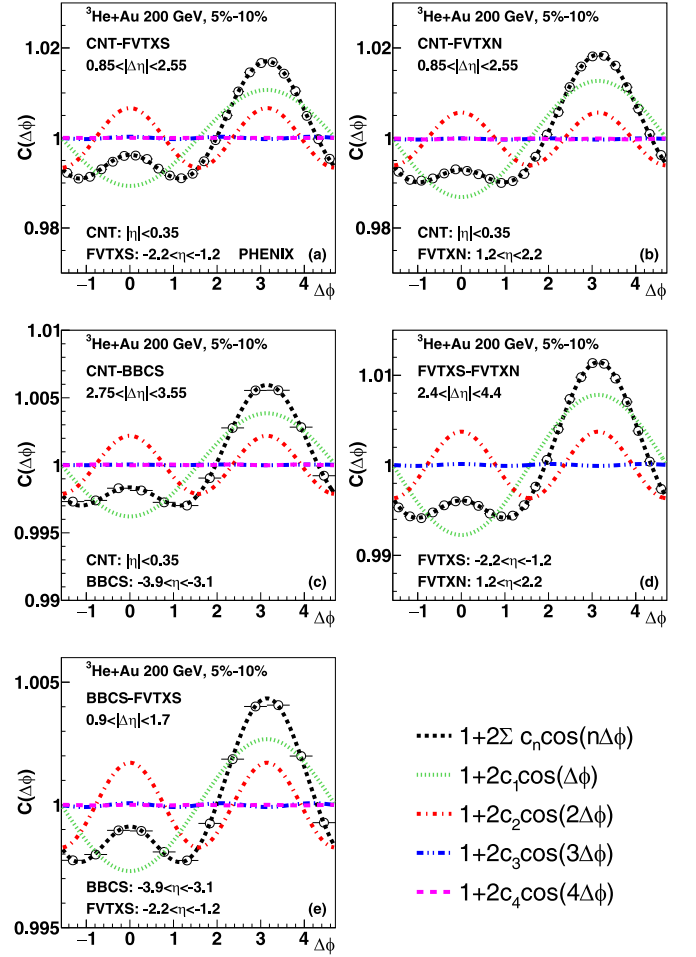 ³He+Au 200 GeV, 5%-10%
CNT-FVTXS
0.85<|Δη|<2.55
C(Δϕ)
1.02
1
0.98
CNT: |η|<0.35
FVTXS: -2.2<η<-1.2 PHENIX (a)
−1 0 1 2 3 4 Δϕ
³He+Au 200 GeV, 5%-10%
CNT-FVTXN
0.85<|Δη|<2.55
C(Δϕ)
1.02
1
0.98
CNT: |η|<0.35
FVTXN: 1.2<η<2.2 (b)
−1 0 1 2 3 4 Δϕ
³He+Au 200 GeV, 5%-10%
CNT-BBCS
2.75<|Δη|<3.55
C(Δϕ)
1.01
1.005
1
0.995
0.99
CNT: |η|<0.35
BBCS: -3.9<η<-3.1 (c)
−1 0 1 2 3 4 Δϕ
³He+Au 200 GeV, 5%-10%
FVTXS-FVTXN
2.4<|Δη|<4.4
C(Δϕ)
1.01
1
0.99
FVTXS: -2.2<η<-1.2
FVTXN: 1.2<η<2.2 (d)
−1 0 1 2 3 4 Δϕ
³He+Au 200 GeV, 5%-10%
BBCS-FVTXS
0.9<|Δη|<1.7
C(Δϕ)
1.005
1
0.995
BBCS: -3.9<η<-3.1
FVTXS: -2.2<η<-1.2 (e)
−1 0 1 2 3 4 Δϕ
1+2Σ cₙcos(nΔϕ)
1+2c₁cos(Δϕ)
1+2c₂cos(2Δϕ)
1+2c₃cos(3Δϕ)
1+2c₄cos(4Δϕ)